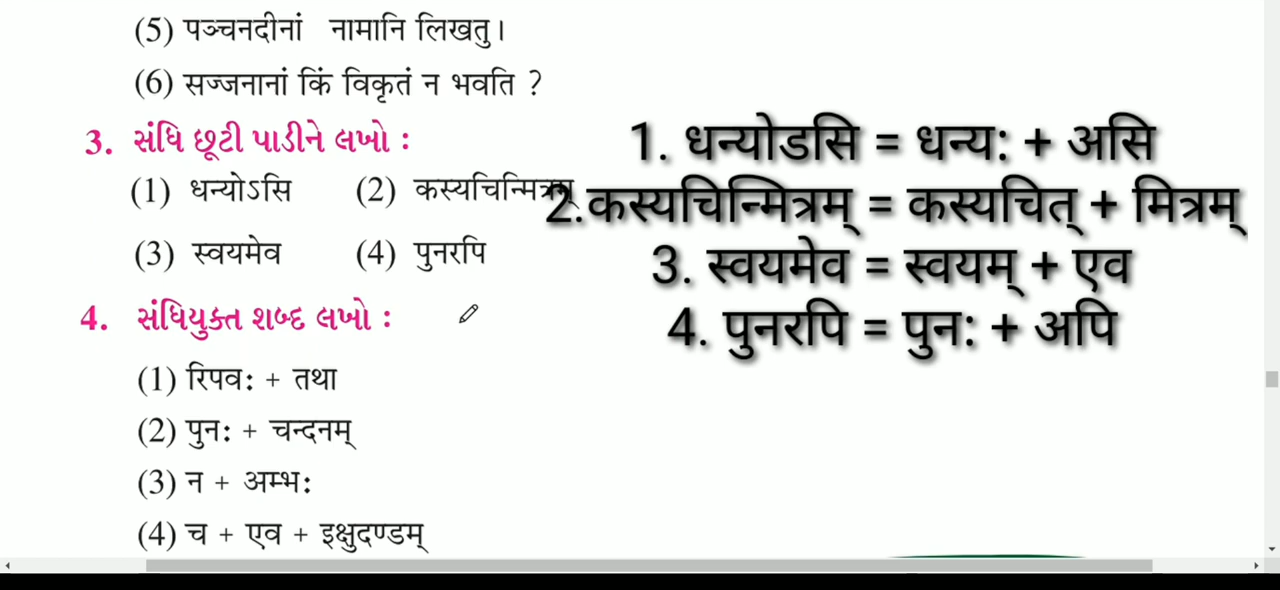 (5) पञ्चनदीनां नामानि लिखतु।
(6) सज्जनानां किं विकृतं न भवति ?
3. સંધિ છૂટી પાડીને લખો :
(1) धन्योऽसि (2) कस्यचिन्मित्रम्
(3) स्वयमेव (4) पुनरपि
1. धन्योडसि = धन्य: + असि
2.कस्यचिन्मित्रम् = कस्यचित् + मित्रम्
3. स्वयमेव = स्वयम् + एव
4. पुनरपि = पुन: + अपि
4. સંધિયુક્ત શબ્દ લખો :
(1) रिपव: + तथा
(2) पुन: + चन्दनम्
(3) न + अम्भ:
(4) च + एव + इक्षुदण्डम्